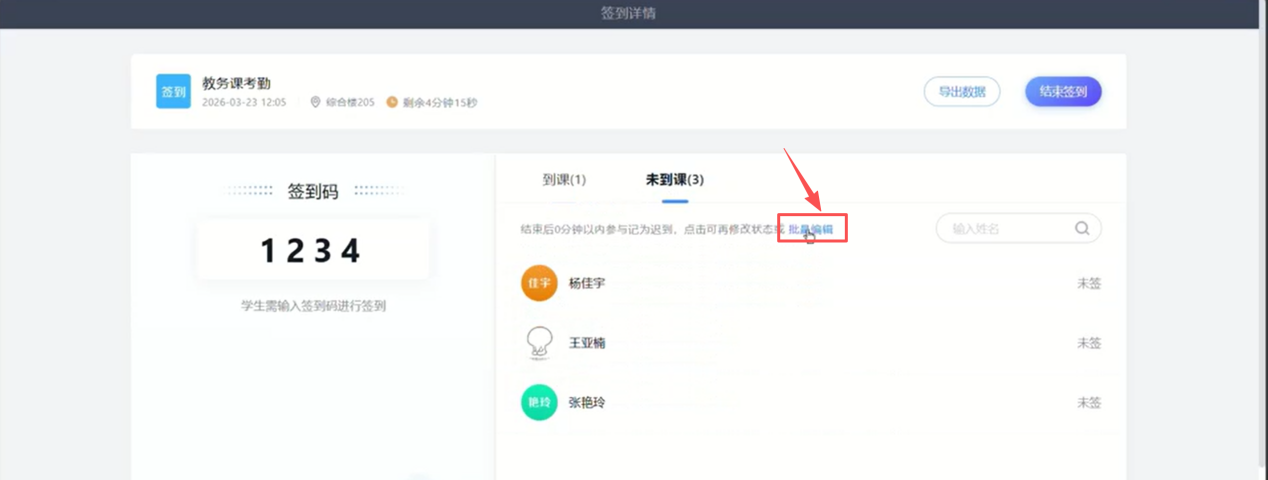 签到详情
签到
教务课考勤
2026-03-23 12:05
综合楼205
剩余4分钟15秒
导出数据
结束签到
签到码
1234
学生需输入签到码进行签到
到课(1)
未到课(3)
结束后0分钟以内参与记为迟到，点击可再修改状态或 批量编辑
输入姓名
佳宇
杨佳宇
未签
王亚楠
未签
艳玲
张艳玲
未签